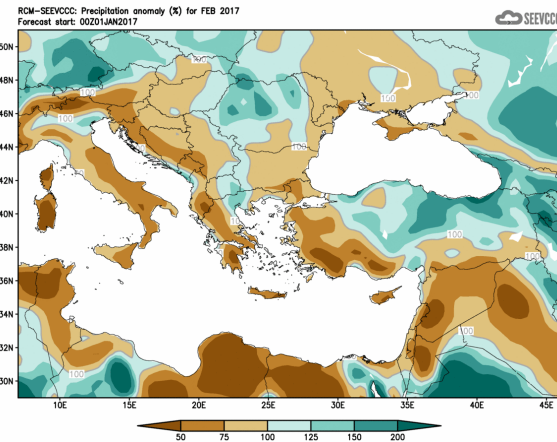 RCM-SEEVCCC: Precipitation anomaly (%) for FEB 2017
Forecast start: 00Z01JAN2017
SEEVCCC
50N
48N
46N
44N
42N
40N
38N
36N
34N
32N
30N
100
100
100
100
100
100
100
100
10E 15E 20E 25E 30E 35E 40E 45E
50 75 100 125 150 200